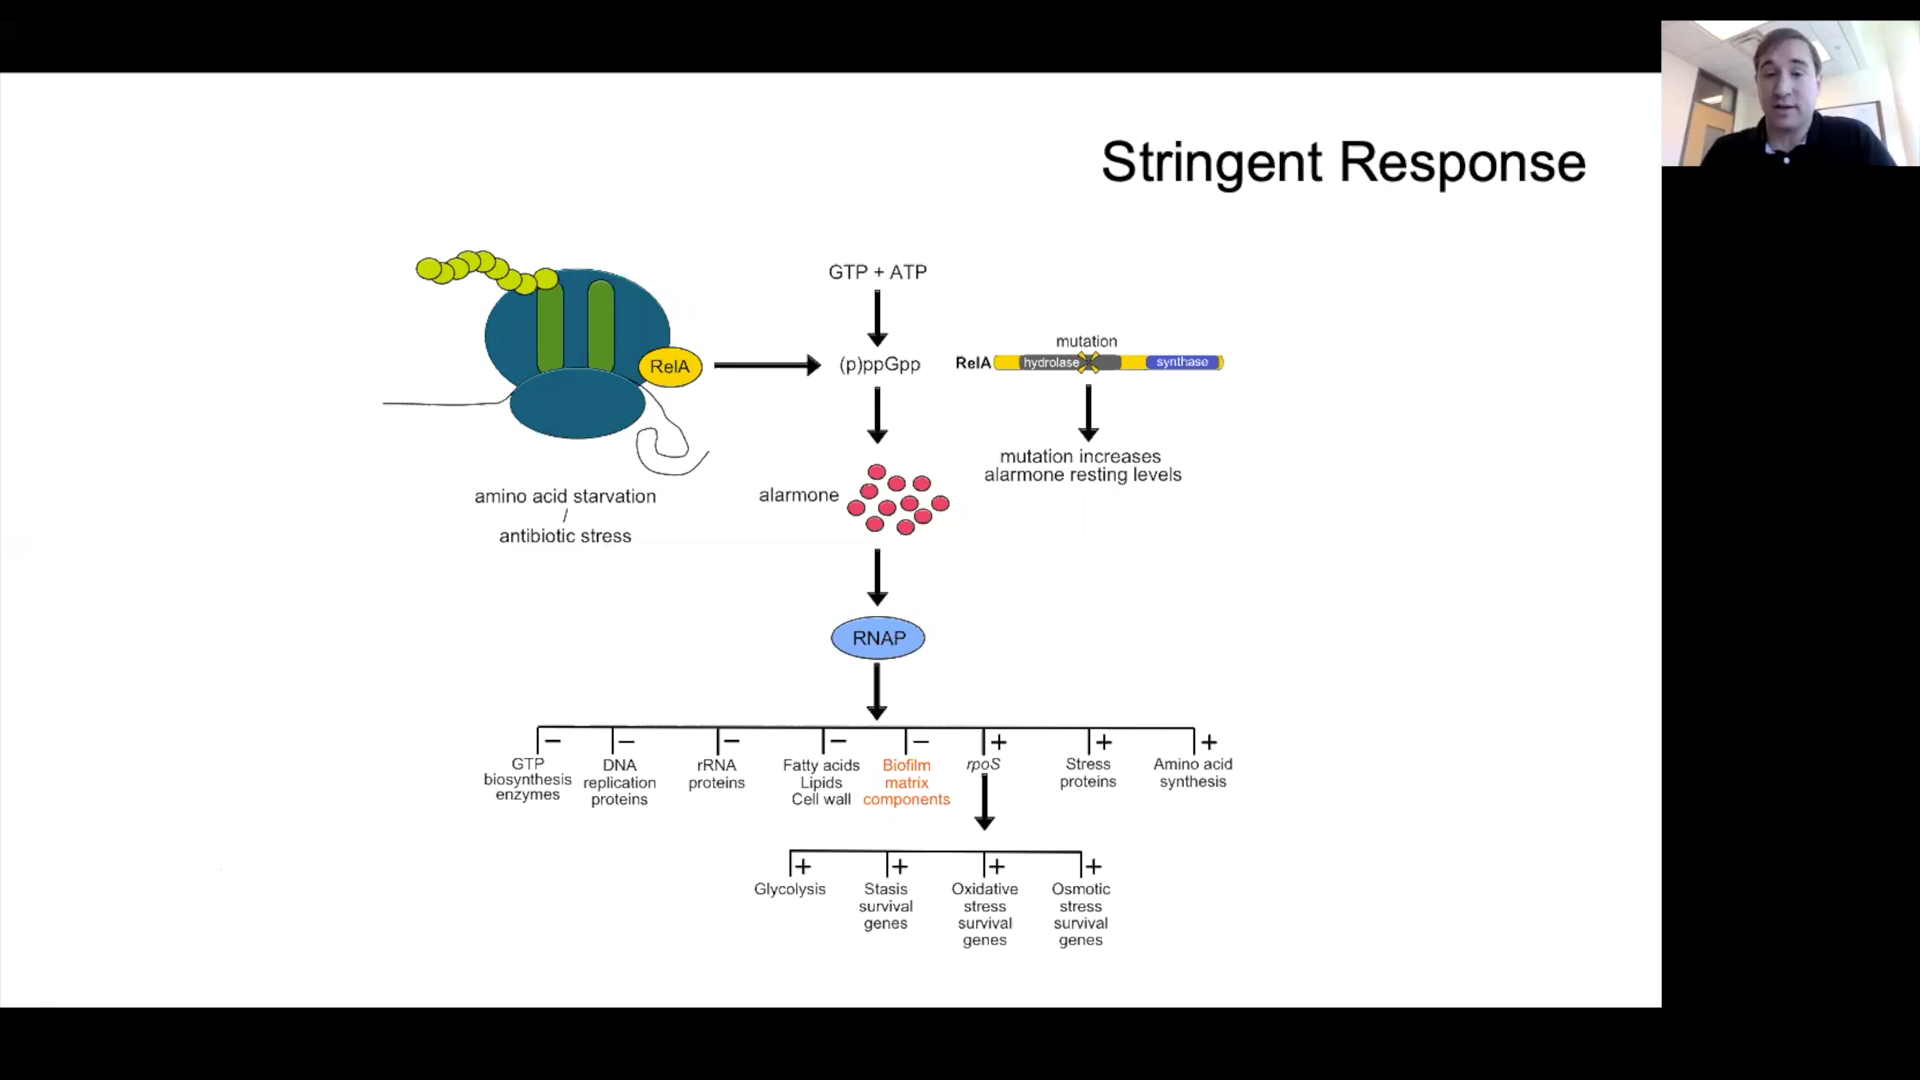 Stringent Response
GTP + ATP
RelA
(p)ppGpp
mutation
RelA
hydrolase
synthase
mutation increases
alarmone resting levels
amino acid starvation
/
antibiotic stress
alarmone
RNAP
− − − − − + + +
GTP
biosynthesis
enzymes
DNA
replication
proteins
rRNA
proteins
Fatty acids
Lipids
Cell wall
Biofilm
matrix
components
rpoS
Stress
proteins
Amino acid
synthesis
+ + + +
Glycolysis
Stasis
survival
genes
Oxidative
stress
survival
genes
Osmotic
stress
survival
genes